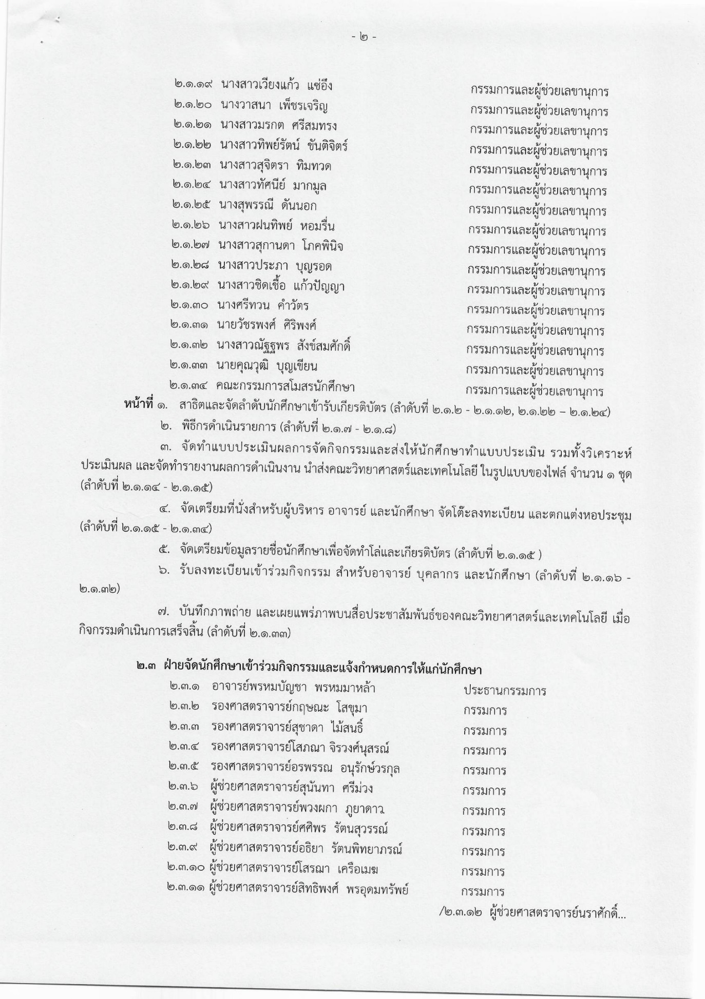 - ๒ -
๒.๑.๑๙ นางสาวเวียงแก้ว แซ่อึง กรรมการและผู้ช่วยเลขานุการ
๒.๑.๒๐ นางวาสนา เพ็ชรเจริญ กรรมการและผู้ช่วยเลขานุการ
๒.๑.๒๑ นางสาวมรกต ศรีสมทรง กรรมการและผู้ช่วยเลขานุการ
๒.๑.๒๒ นางสาวทิพย์รัตน์ ขันติจิตร์ กรรมการและผู้ช่วยเลขานุการ
๒.๑.๒๓ นางสาวสุจิตรา ทิมทวด กรรมการและผู้ช่วยเลขานุการ
๒.๑.๒๔ นางสาวทัศนีย์ มากมูล กรรมการและผู้ช่วยเลขานุการ
๒.๑.๒๕ นางสุพรรณี ดันนอก กรรมการและผู้ช่วยเลขานุการ
๒.๑.๒๖ นางสาวฝนทิพย์ หอมรื่น กรรมการและผู้ช่วยเลขานุการ
๒.๑.๒๗ นางสาวสุกานดา โภคพินิจ กรรมการและผู้ช่วยเลขานุการ
๒.๑.๒๘ นางสาวประภา บุญรอด กรรมการและผู้ช่วยเลขานุการ
๒.๑.๒๙ นางสาวชิดเชื้อ แก้วปัญญา กรรมการและผู้ช่วยเลขานุการ
๒.๑.๓๐ นางศรีทวน คำวัตร กรรมการและผู้ช่วยเลขานุการ
๒.๑.๓๑ นายวัชรพงศ์ ศิริพงศ์ กรรมการและผู้ช่วยเลขานุการ
๒.๑.๓๒ นางสาวณัฐฐพร สังข์สมศักดิ์ กรรมการและผู้ช่วยเลขานุการ
๒.๑.๓๓ นายคุณวุฒิ บุญเขียน กรรมการและผู้ช่วยเลขานุการ
๒.๑.๓๔ คณะกรรมการสโมสรนักศึกษา กรรมการและผู้ช่วยเลขานุการ
หน้าที่ ๑. สาธิตและจัดลำดับนักศึกษาเข้ารับเกียรติบัตร (ลำดับที่ ๒.๑.๒ - ๒.๑.๑๒, ๒.๑.๒๒ – ๒.๑.๒๔)
๒. พิธีกรดำเนินรายการ (ลำดับที่ ๒.๑.๗ - ๒.๑.๘)
๓. จัดทำแบบประเมินผลการจัดกิจกรรมและส่งให้นักศึกษาทำแบบประเมิน รวมทั้งวิเคราะห์
ประเมินผล และจัดทำรายงานผลการดำเนินงาน นำส่งคณะวิทยาศาสตร์และเทคโนโลยี ในรูปแบบของไฟล์ จำนวน ๑ ชุด
(ลำดับที่ ๒.๑.๑๔ - ๒.๑.๑๕)
๔. จัดเตรียมที่นั่งสำหรับผู้บริหาร อาจารย์ และนักศึกษา จัดโต๊ะลงทะเบียน และตกแต่งหอประชุม
(ลำดับที่ ๒.๑.๑๕ - ๒.๑.๓๔)
๕. จัดเตรียมข้อมูลรายชื่อนักศึกษาเพื่อจัดทำโล่และเกียรติบัตร (ลำดับที่ ๒.๑.๑๕ )
๖. รับลงทะเบียนเข้าร่วมกิจกรรม สำหรับอาจารย์ บุคลากร และนักศึกษา (ลำดับที่ ๒.๑.๑๖ -
๒.๑.๓๒)
๗. บันทึกภาพถ่าย และเผยแพร่ภาพบนสื่อประชาสัมพันธ์ของคณะวิทยาศาสตร์และเทคโนโลยี เมื่อ
กิจกรรมดำเนินการเสร็จสิ้น (ลำดับที่ ๒.๑.๓๓)
๒.๓ ฝ่ายจัดนักศึกษาเข้าร่วมกิจกรรมและแจ้งกำหนดการให้แก่นักศึกษา
๒.๓.๑ อาจารย์พรหมบัญชา พรหมมาหล้า ประธานกรรมการ
๒.๓.๒ รองศาสตราจารย์กฤษณะ โสขุมา กรรมการ
๒.๓.๓ รองศาสตราจารย์สุชาดา ไม้สนธิ์ กรรมการ
๒.๓.๔ รองศาสตราจารย์โสภณา จิรวงศ์นุสรณ์ กรรมการ
๒.๓.๕ รองศาสตราจารย์อรพรรณ อนุรักษ์วรกุล กรรมการ
๒.๓.๖ ผู้ช่วยศาสตราจารย์สุนันทา ศรีม่วง กรรมการ
๒.๓.๗ ผู้ช่วยศาสตราจารย์พวงผกา ภูยาดาว กรรมการ
๒.๓.๘ ผู้ช่วยศาสตราจารย์ศศิพร รัตนสุวรรณ์ กรรมการ
๒.๓.๙ ผู้ช่วยศาสตราจารย์อธิยา รัตนพิทยาภรณ์ กรรมการ
๒.๓.๑๐ ผู้ช่วยศาสตราจารย์โสรฌา เครือเมฆ กรรมการ
๒.๓.๑๑ ผู้ช่วยศาสตราจารย์สิทธิพงศ์ พรอุดมทรัพย์ กรรมการ
/๒.๓.๑๒ ผู้ช่วยศาสตราจารย์นราศักดิ์...